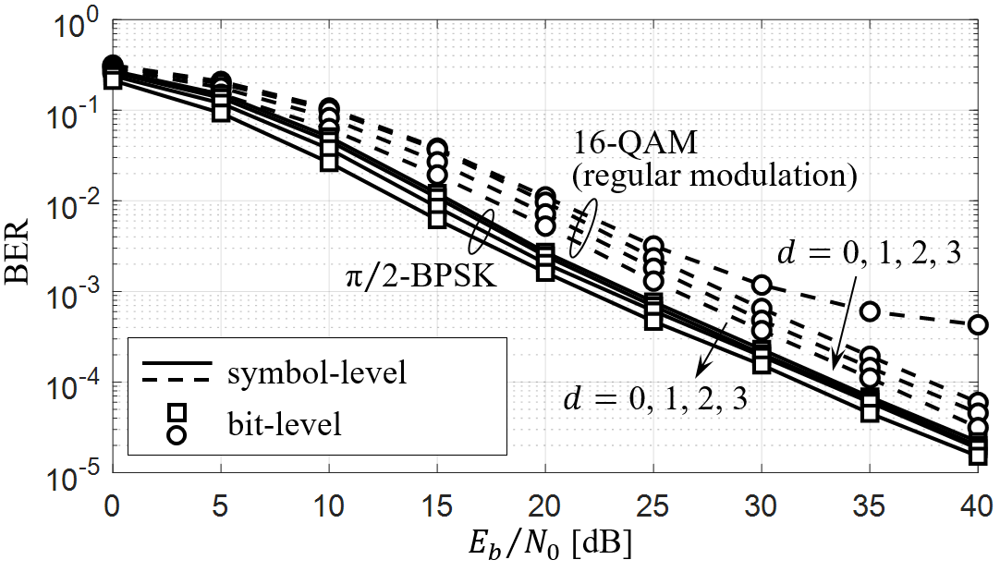 10^0
10^-1
10^-2
10^-3
10^-4
10^-5
BER
16-QAM
(regular modulation)
π/2-BPSK
d = 0, 1, 2, 3
d = 0, 1, 2, 3
symbol-level
bit-level
0 5 10 15 20 25 30 35 40
E_b/N_0 [dB]